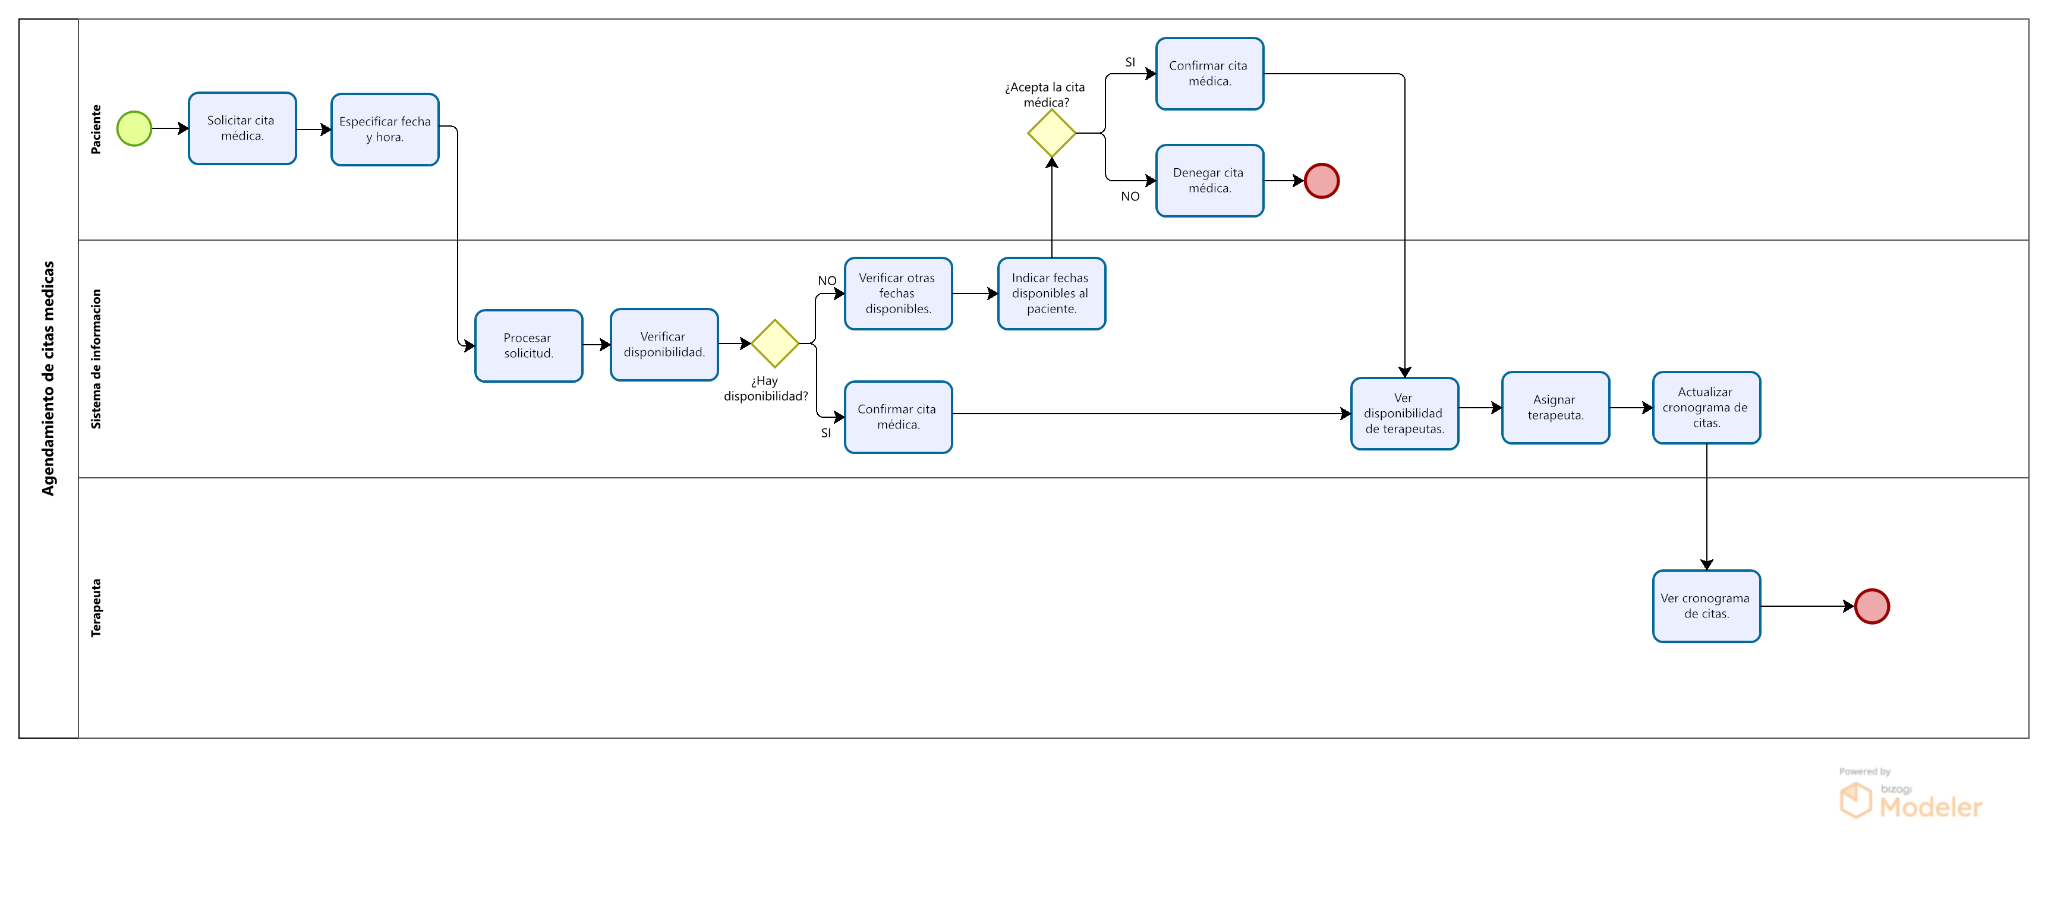 Agendamiento de citas medicas
Paciente
Solicitar cita
médica.
Especificar fecha
y hora.
¿Acepta la cita
médica?
SI
Confirmar cita
médica.
NO
Denegar cita
médica.
Sistema de informacion
Procesar
solicitud.
Verificar
disponibilidad.
¿Hay
disponibilidad?
NO
Verificar otras
fechas
disponibles.
Indicar fechas
disponibles al
paciente.
SI
Confirmar cita
médica.
Ver
disponibilidad
de terapeutas.
Asignar
terapeuta.
Actualizar
cronograma de
citas.
Terapeuta
Ver cronograma
de citas.
Powered by
bizagi
Modeler